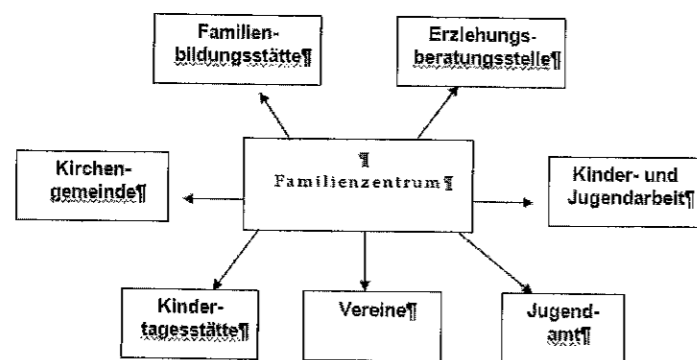 Familien-
bildungsstätte¶
Erziehungs-
beratungsstelle¶
¶
Familienzentrum¶
Kirchen-
gemeinde¶
Kinder- und
Jugendarbeit¶
Kinder-
tagesstätte¶
Vereine¶
Jugend-
amt¶